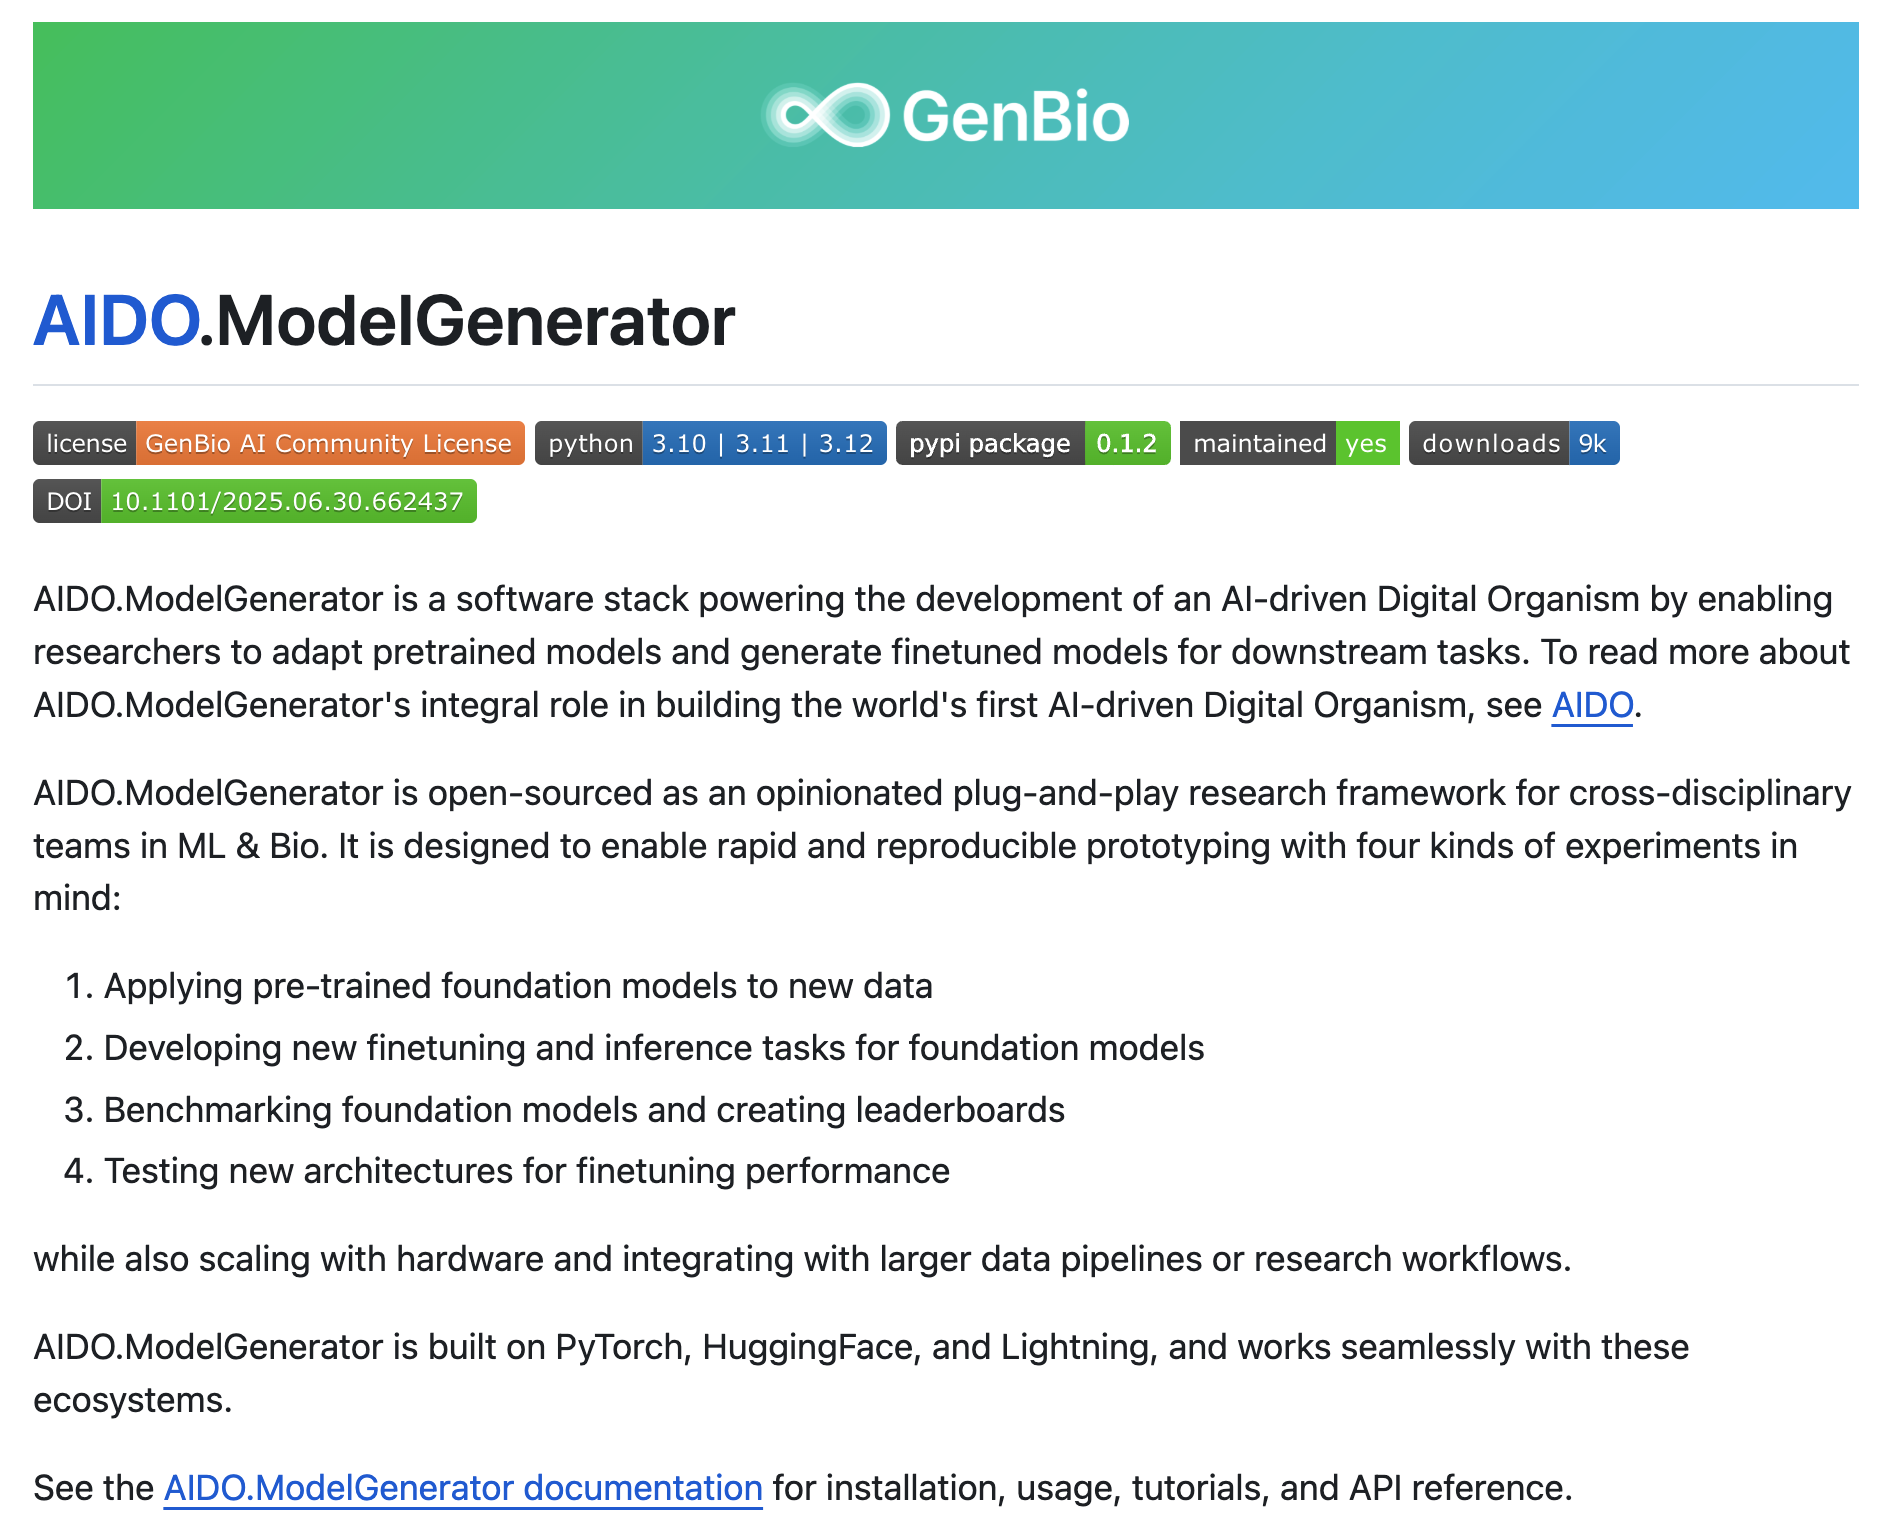 GenBio
AIDO.ModelGenerator
license GenBio AI Community License python 3.10 | 3.11 | 3.12 pypi package 0.1.2 maintained yes downloads 9k
DOI 10.1101/2025.06.30.662437
AIDO.ModelGenerator is a software stack powering the development of an AI-driven Digital Organism by enabling
researchers to adapt pretrained models and generate finetuned models for downstream tasks. To read more about
AIDO.ModelGenerator's integral role in building the world's first AI-driven Digital Organism, see AIDO.
AIDO.ModelGenerator is open-sourced as an opinionated plug-and-play research framework for cross-disciplinary
teams in ML & Bio. It is designed to enable rapid and reproducible prototyping with four kinds of experiments in
mind:
1. Applying pre-trained foundation models to new data
2. Developing new finetuning and inference tasks for foundation models
3. Benchmarking foundation models and creating leaderboards
4. Testing new architectures for finetuning performance
while also scaling with hardware and integrating with larger data pipelines or research workflows.
AIDO.ModelGenerator is built on PyTorch, HuggingFace, and Lightning, and works seamlessly with these
ecosystems.
See the AIDO.ModelGenerator documentation for installation, usage, tutorials, and API reference.